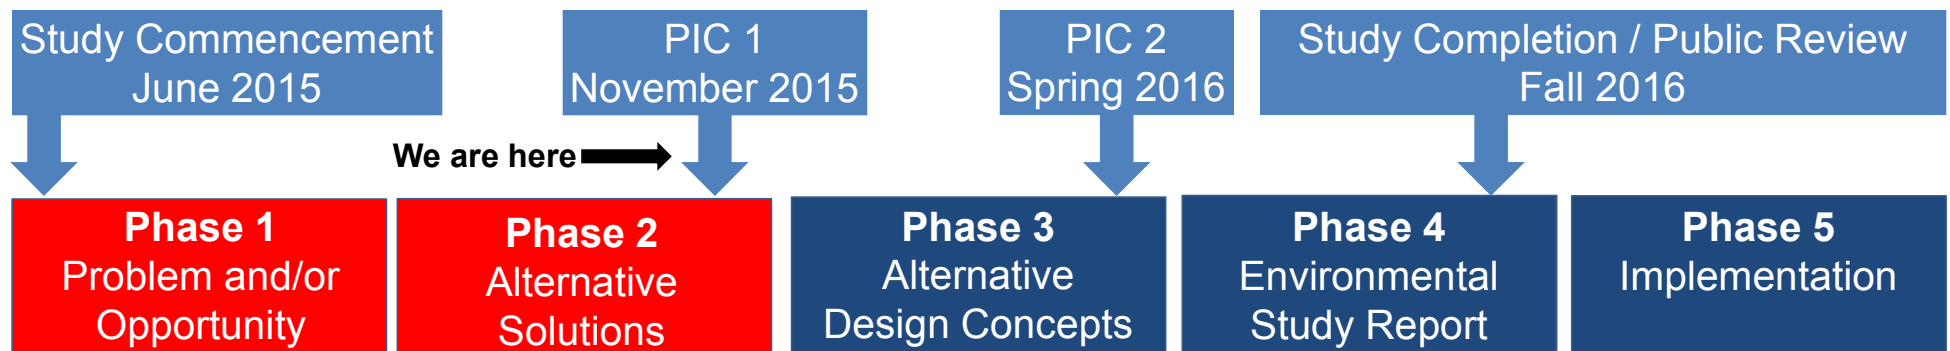 Study Commencement
June 2015
PIC 1
November 2015
PIC 2
Spring 2016
Study Completion / Public Review
Fall 2016
We are here
Phase 1
Problem and/or
Opportunity
Phase 2
Alternative
Solutions
Phase 3
Alternative
Design Concepts
Phase 4
Environmental
Study Report
Phase 5
Implementation